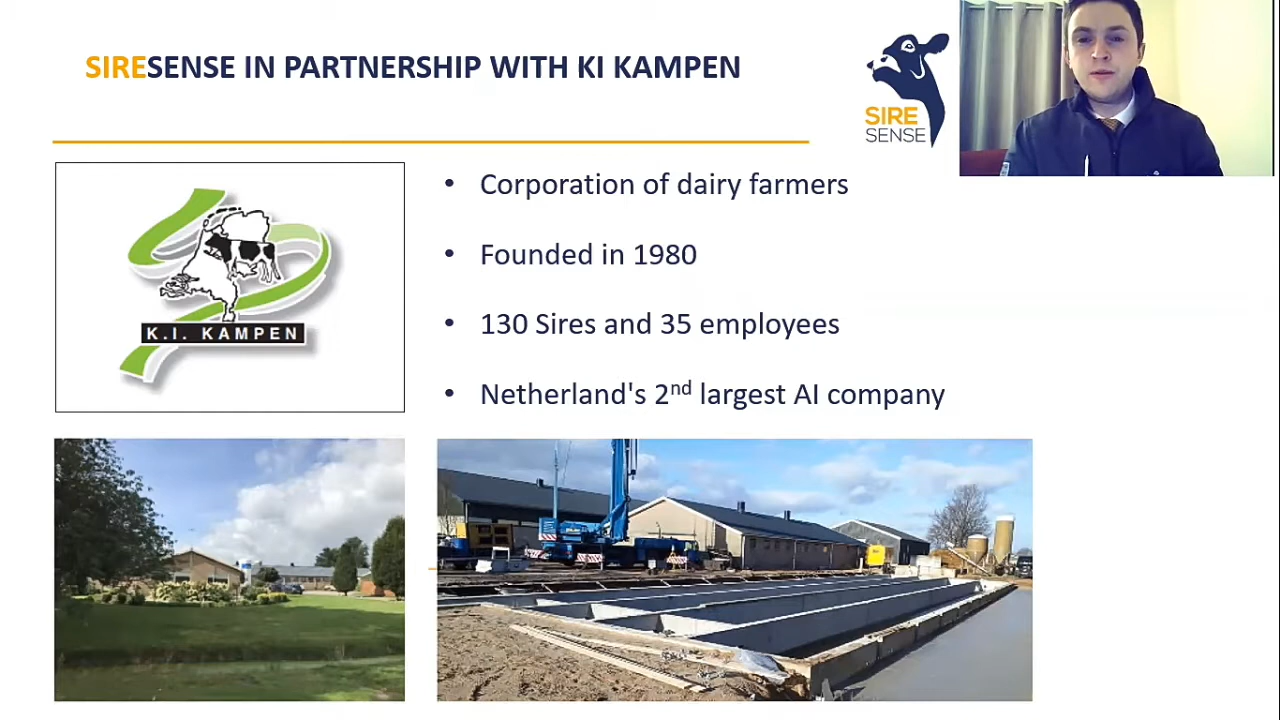 SIRESENSE IN PARTNERSHIP WITH KI KAMPEN
SIRE
SENSE
• Corporation of dairy farmers
• Founded in 1980
• 130 Sires and 35 employees
• Netherland's 2nd largest AI company
K.I. KAMPEN